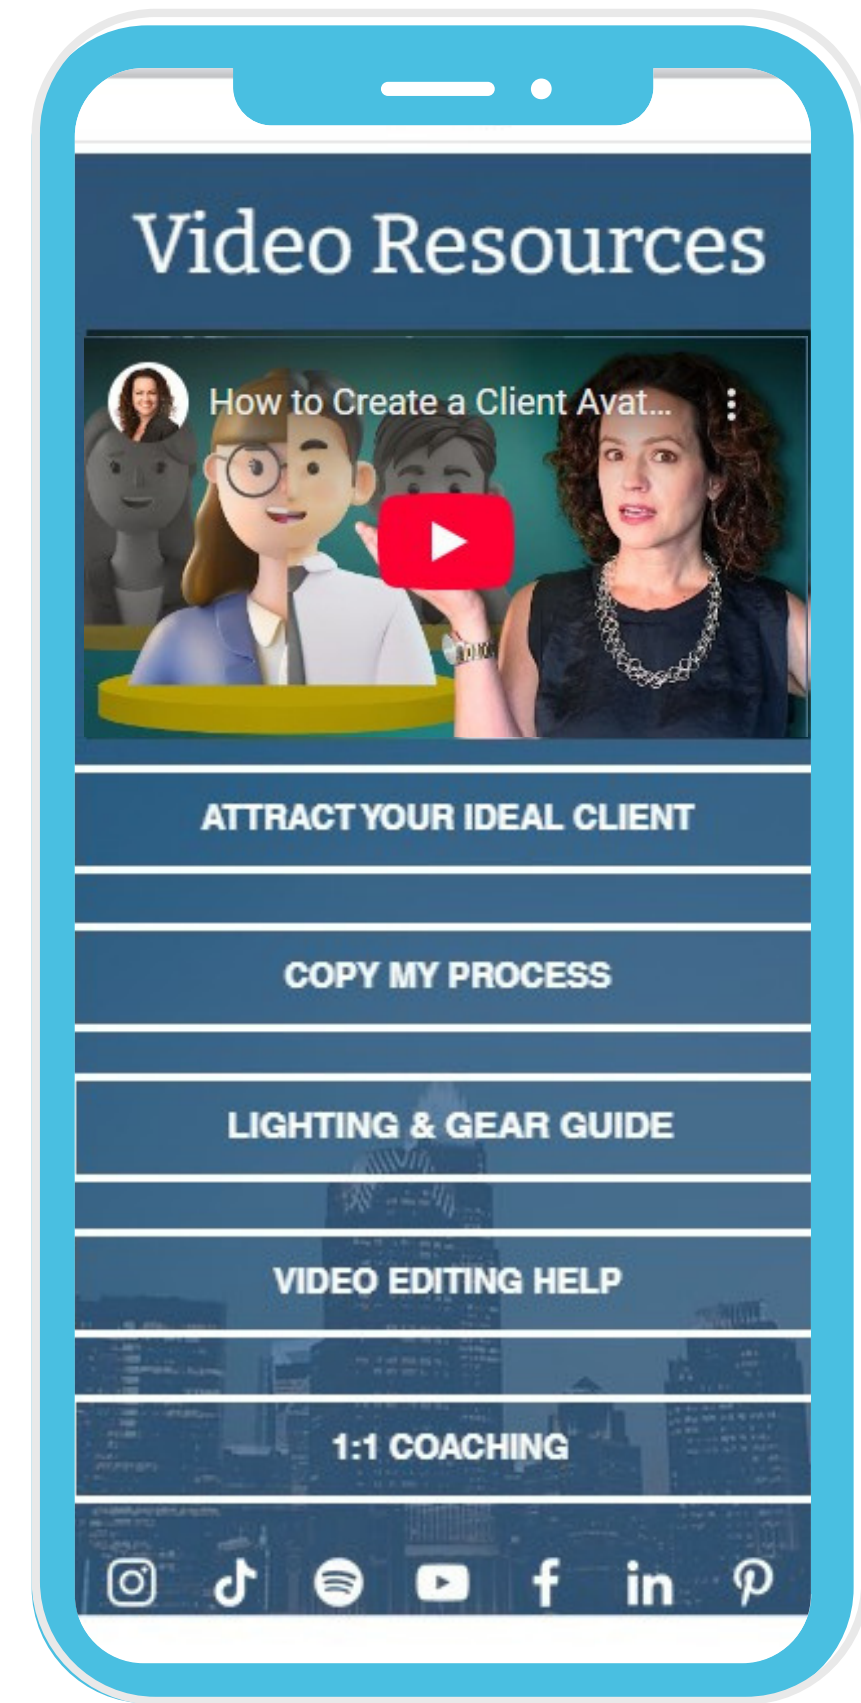 Video Resources
How to Create a Client Avat...
ATTRACT YOUR IDEAL CLIENT
COPY MY PROCESS
LIGHTING & GEAR GUIDE
VIDEO EDITING HELP
1:1 COACHING
in